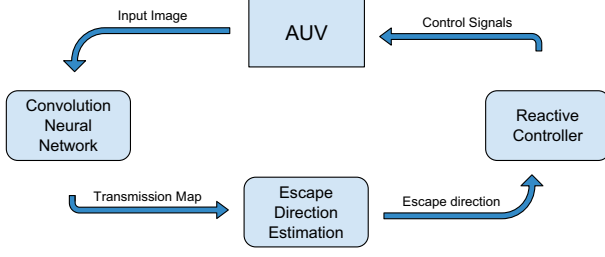 Input Image
AUV
Control Signals
Convolution
Neural
Network
Reactive
Controller
Transmission Map
Escape
Direction
Estimation
Escape direction